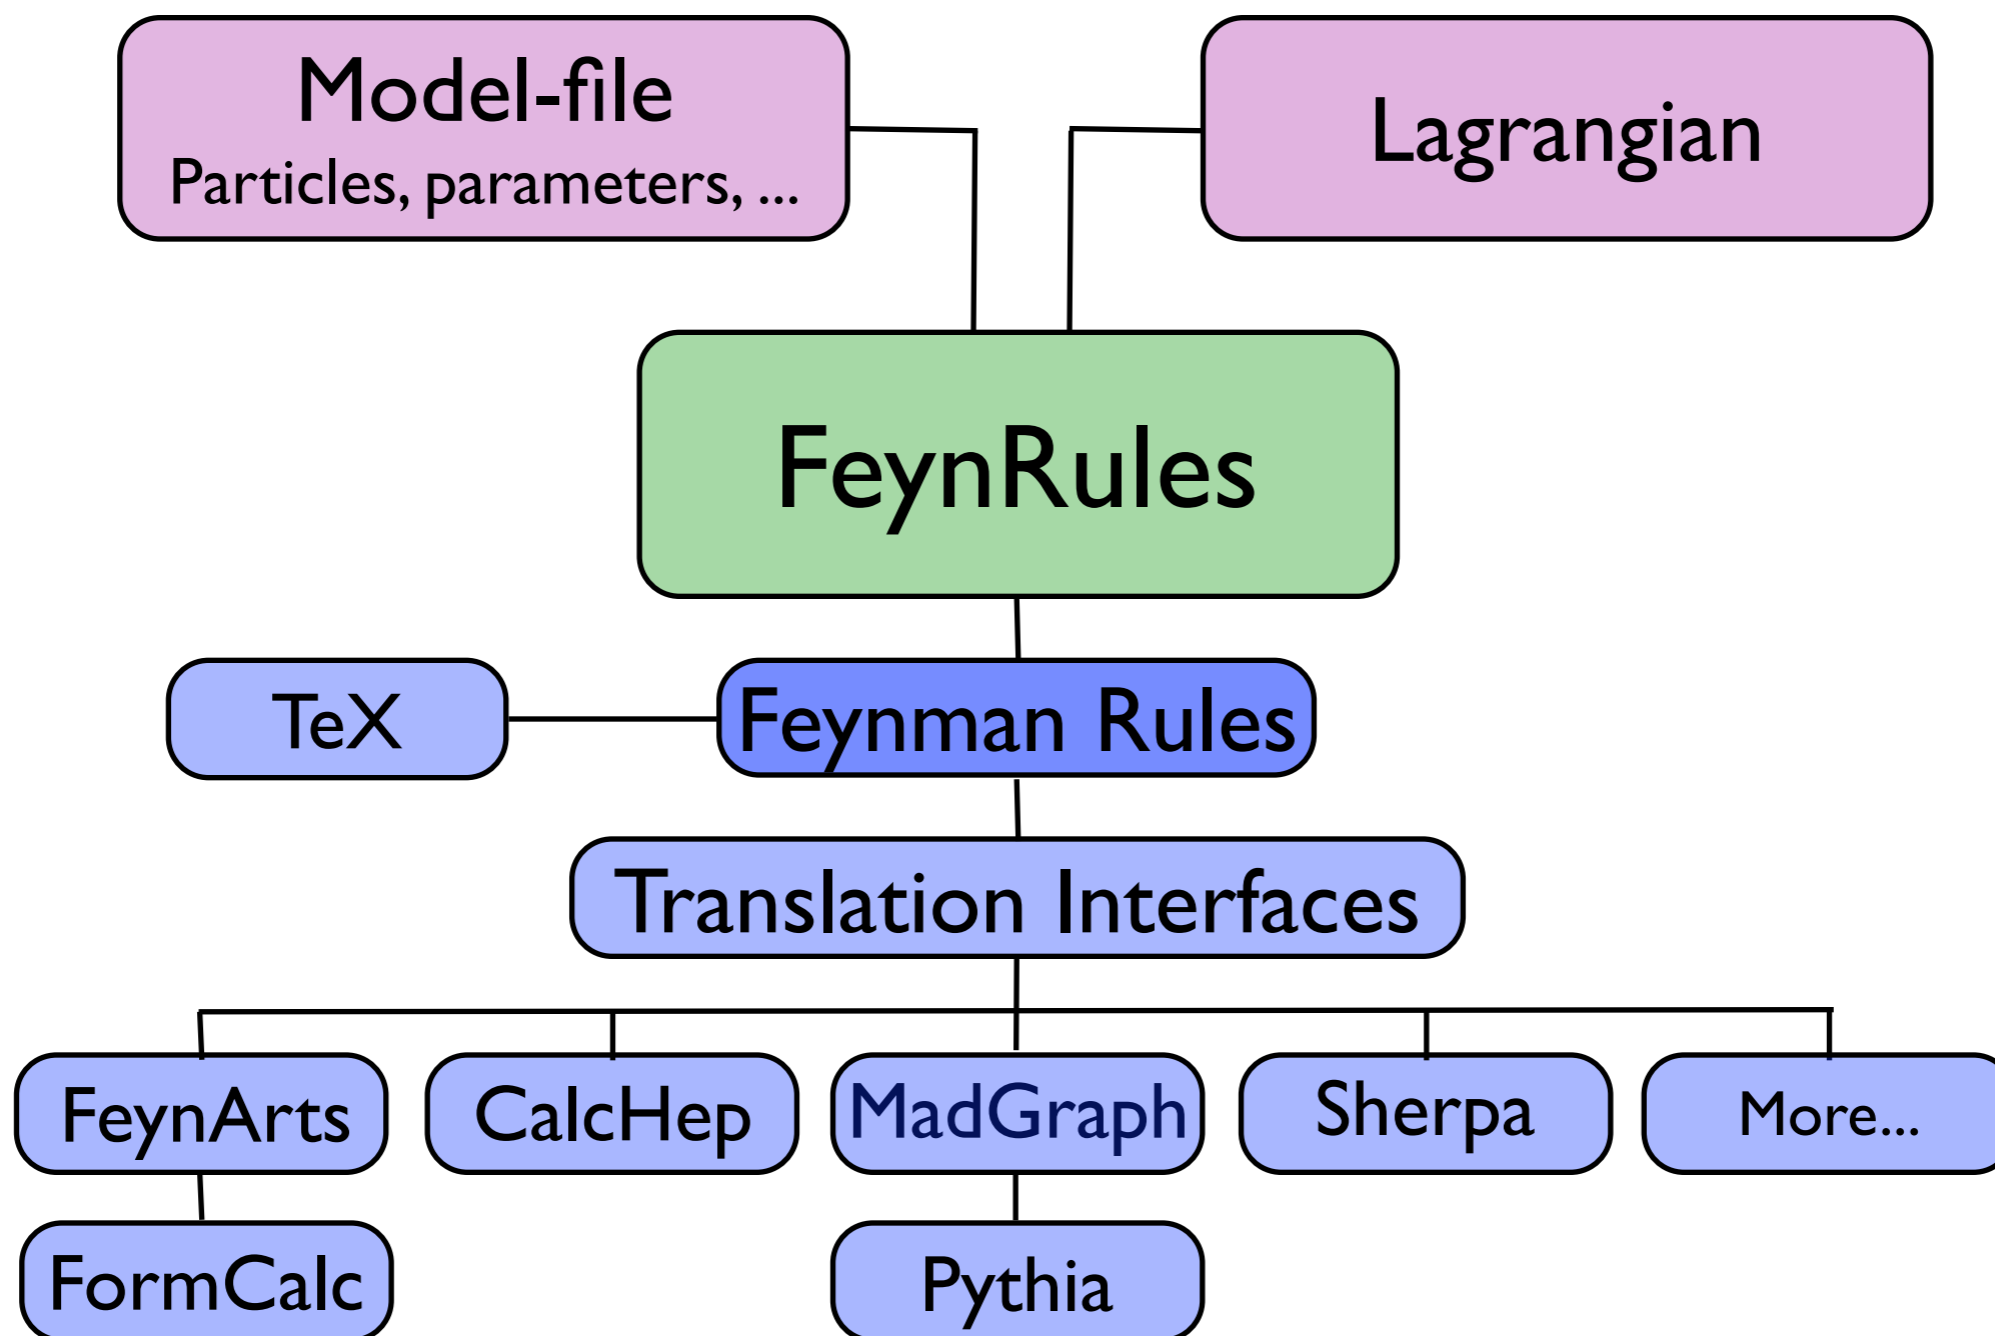 Model-file
Particles, parameters, ...
Lagrangian
FeynRules
TeX
Feynman Rules
Translation Interfaces
FeynArts
CalcHep
MadGraph
Sherpa
More...
FormCalc
Pythia